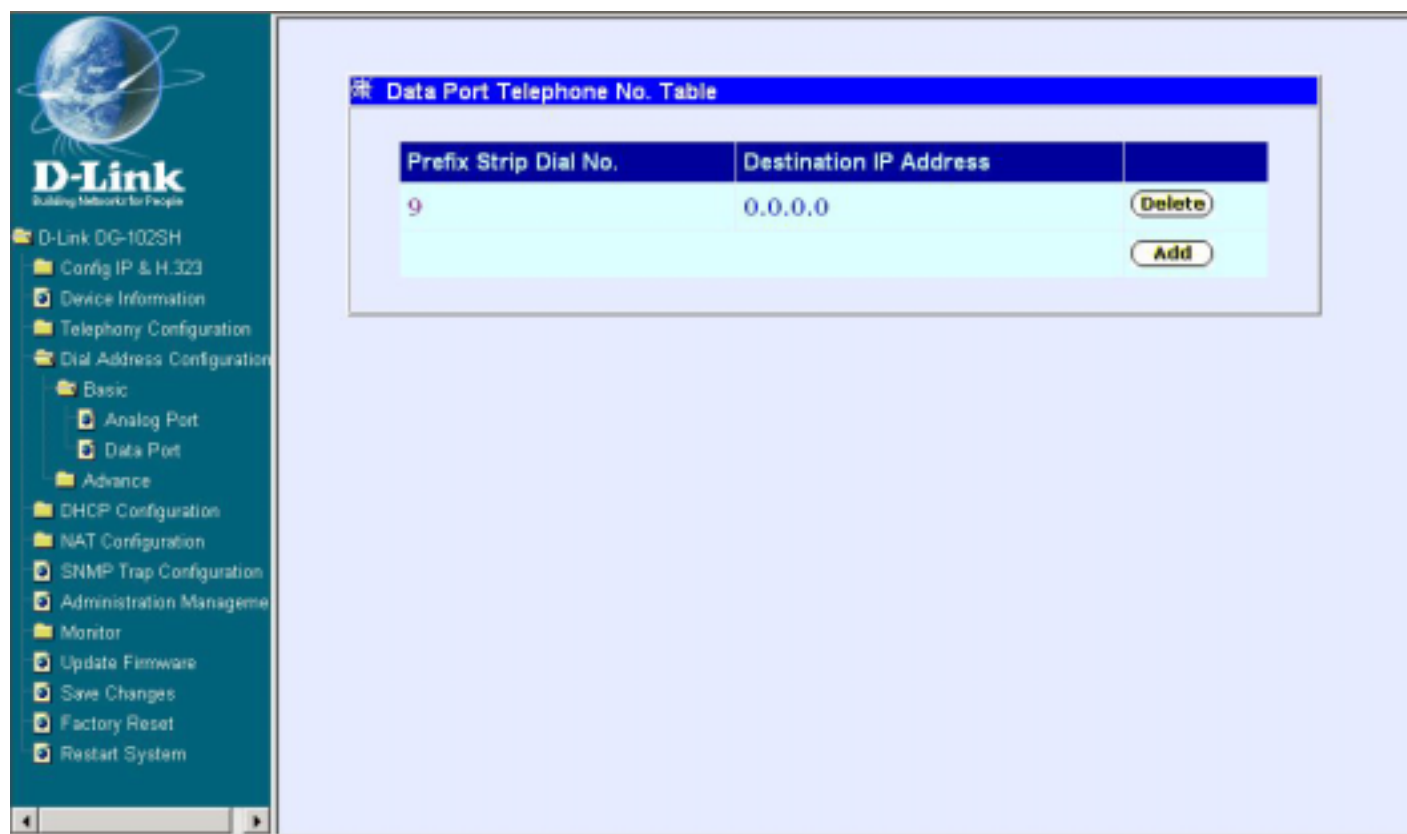 D-Link
Building Networks for People
D-Link DG-102SH
Config IP & H.323
Device Information
Telephony Configuration
Dial Address Configuration
Basic
Analog Port
Data Port
Advance
DHCP Configuration
NAT Configuration
SNMP Trap Configuration
Administration Manageme
Monitor
Update Firmware
Save Changes
Factory Reset
Restart System
Data Port Telephone No. Table
Prefix Strip Dial No. Destination IP Address
9 0.0.0.0 Delete
Add